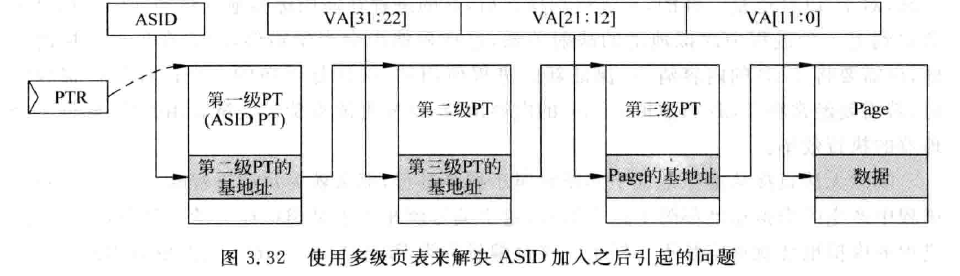 ASID
VA[31:22]
VA[21:12]
VA[11:0]
PTR
第一级PT
(ASID PT)
第二级PT的
基地址
第二级PT
第三级PT的
基地址
第三级PT
Page的基地址
Page
数据
图 3.32 使用多级页表来解决 ASID 加入之后引起的问题